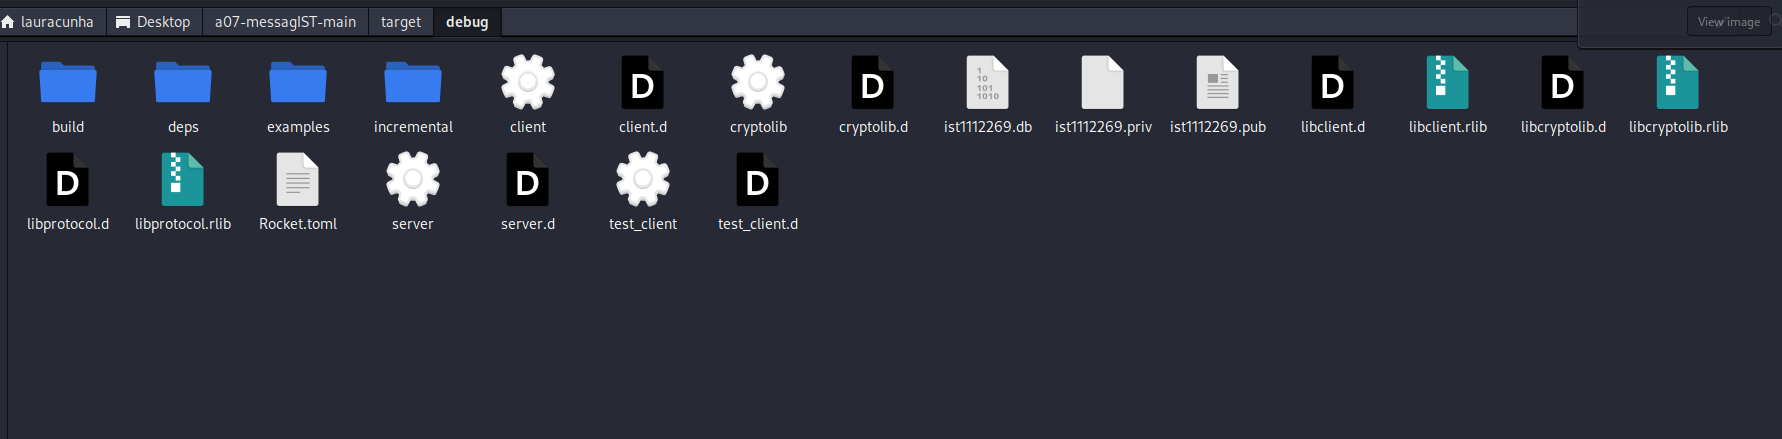 lauracunha Desktop a07-messagIST-main target debug View image
build deps examples incremental client client.d cryptolib cryptolib.d ist1112269.db ist1112269.priv ist1112269.pub libclient.d libclient.rlib libcryptolib.d libcryptolib.rlib
libprotocol.d libprotocol.rlib Rocket.toml server server.d test_client test_client.d